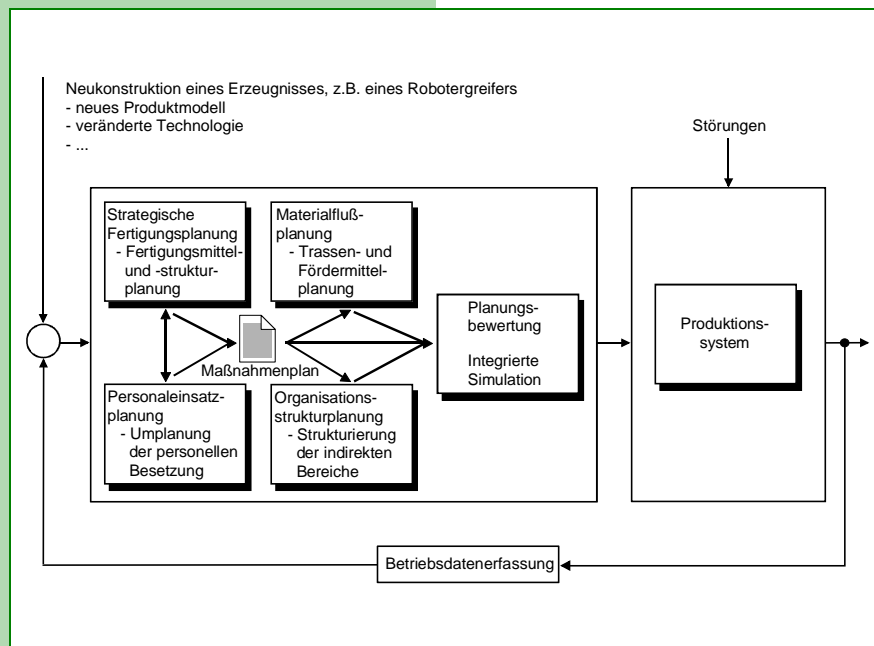 Neukonstruktion eines Erzeugnisses, z.B. eines Robotergreifers
- neues Produktmodell
- veränderte Technologie
- ...
Störungen
Strategische
Fertigungsplanung
- Fertigungsmittel-
und -struktur-
planung
Materialfluß-
planung
- Trassen- und
Fördermittel-
planung
Maßnahmenplan
Personaleinsatz-
planung
- Umplanung
der personellen
Besetzung
Organisations-
strukturplanung
- Strukturierung
der indirekten
Bereiche
Planungs-
bewertung
Integrierte
Simulation
Produktions-
system
Betriebsdatenerfassung